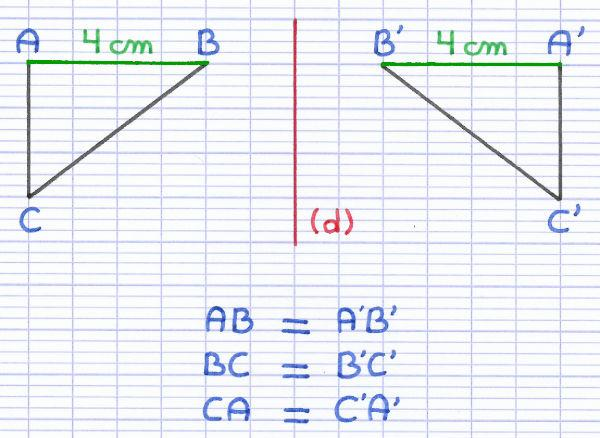 A 4 cm B B' 4 cm A'
C (d) C'
AB = A'B'
BC = B'C'
CA = C'A'